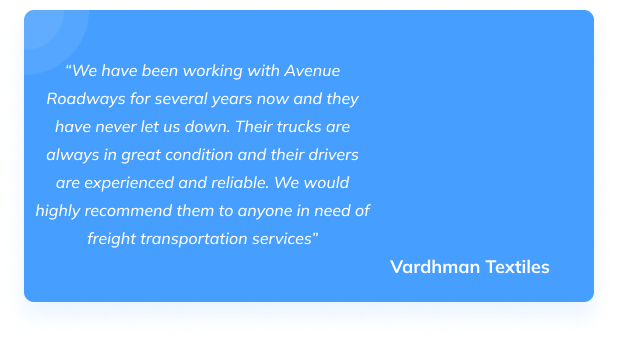 “We have been working with Avenue
Roadways for several years now and they
have never let us down. Their trucks are
always in great condition and their drivers
are experienced and reliable. We would
highly recommend them to anyone in need of
freight transportation services”
Vardhman Textiles